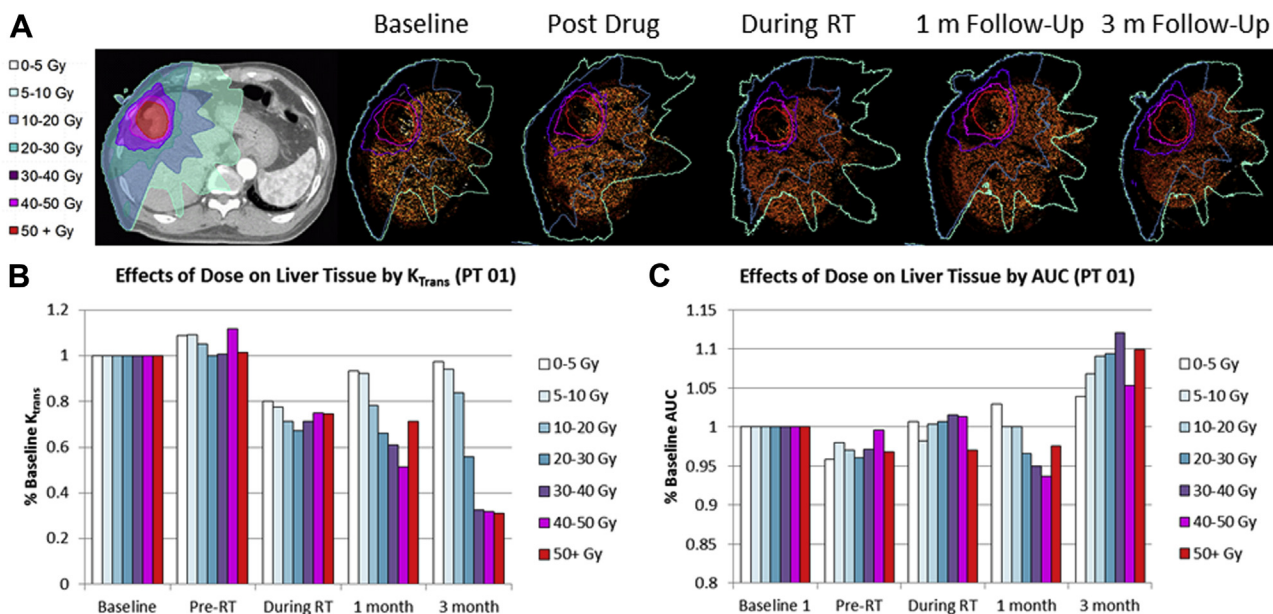 A
Baseline Post Drug During RT 1 m Follow-Up 3 m Follow-Up
0-5 Gy
5-10 Gy
10-20 Gy
20-30 Gy
30-40 Gy
40-50 Gy
50 + Gy
B Effects of Dose on Liver Tissue by KTrans (PT 01)
% Baseline Ktrans
1.2
1
0.8
0.6
0.4
0.2
0
Baseline Pre-RT During RT 1 month 3 month
0-5 Gy
5-10 Gy
10-20 Gy
20-30 Gy
30-40 Gy
40-50 Gy
50+ Gy
C Effects of Dose on Liver Tissue by AUC (PT 01)
% Baseline AUC
1.15
1.1
1.05
1
0.95
0.9
0.85
0.8
Baseline 1 Pre-RT During RT 1 month 3 month
0-5 Gy
5-10 Gy
10-20 Gy
20-30 Gy
30-40 Gy
40-50 Gy
50+ Gy